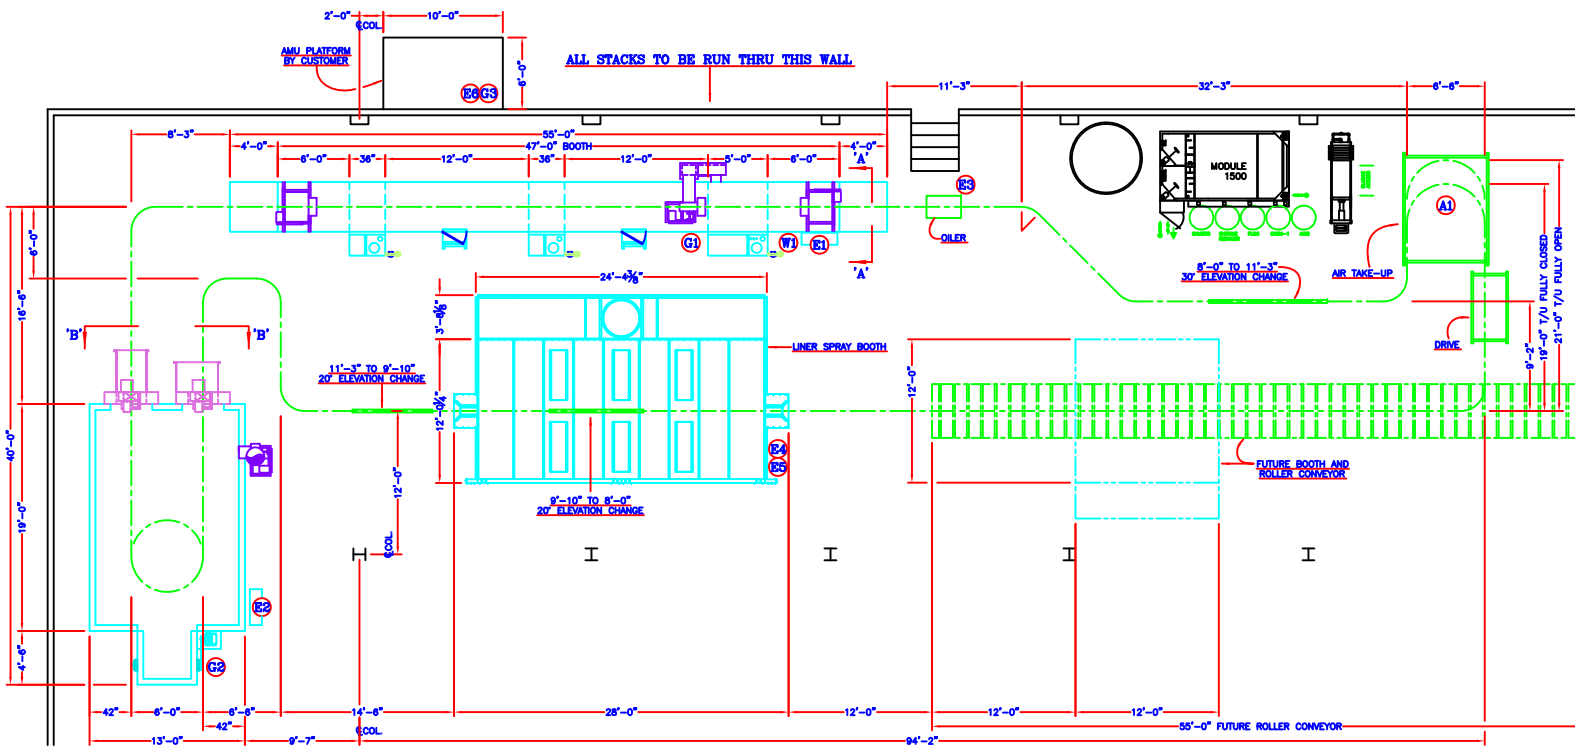 2'-0"
10'-0"
℄COL.
AMU PLATFORM
BY CUSTOMER
6'-0"
E6
G3
ALL STACKS TO BE RUN THRU THIS WALL
11'-3"
32'-3"
6'-6"
8'-3"
55'-0"
4'-0"
47'-0" BOOTH
4'-0"
6'-0"
36"
12'-0"
36"
12'-0"
5'-0"
6'-0"
'A'
MODULE
1500
E3
A1
OILER
G1
W1
E1
'A'
6'-0"
16'-6"
AIR TAKE-UP
8'-0" TO 11'-3"
30° ELEVATION CHANGE
19'-0" T/U FULLY CLOSED
21'-0" T/U FULLY OPEN
24'-4⅜"
3'-8⅛"
'B'
'B'
LINER SPRAY BOOTH
DRIVE
9'-2"
11'-3" TO 9'-10"
20° ELEVATION CHANGE
12'-0¼"
12'-0"
40'-0"
E4
E5
FUTURE BOOTH AND
ROLLER CONVEYOR
12'-0"
9'-10" TO 8'-0"
20° ELEVATION CHANGE
19'-0"
℄COL.
E2
4'-6"
G2
42"
6'-0"
6'-6"
14'-6"
28'-0"
12'-0"
12'-0"
12'-0"
42"
℄COL.
55'-0" FUTURE ROLLER CONVEYOR
13'-0"
9'-7"
94'-2"